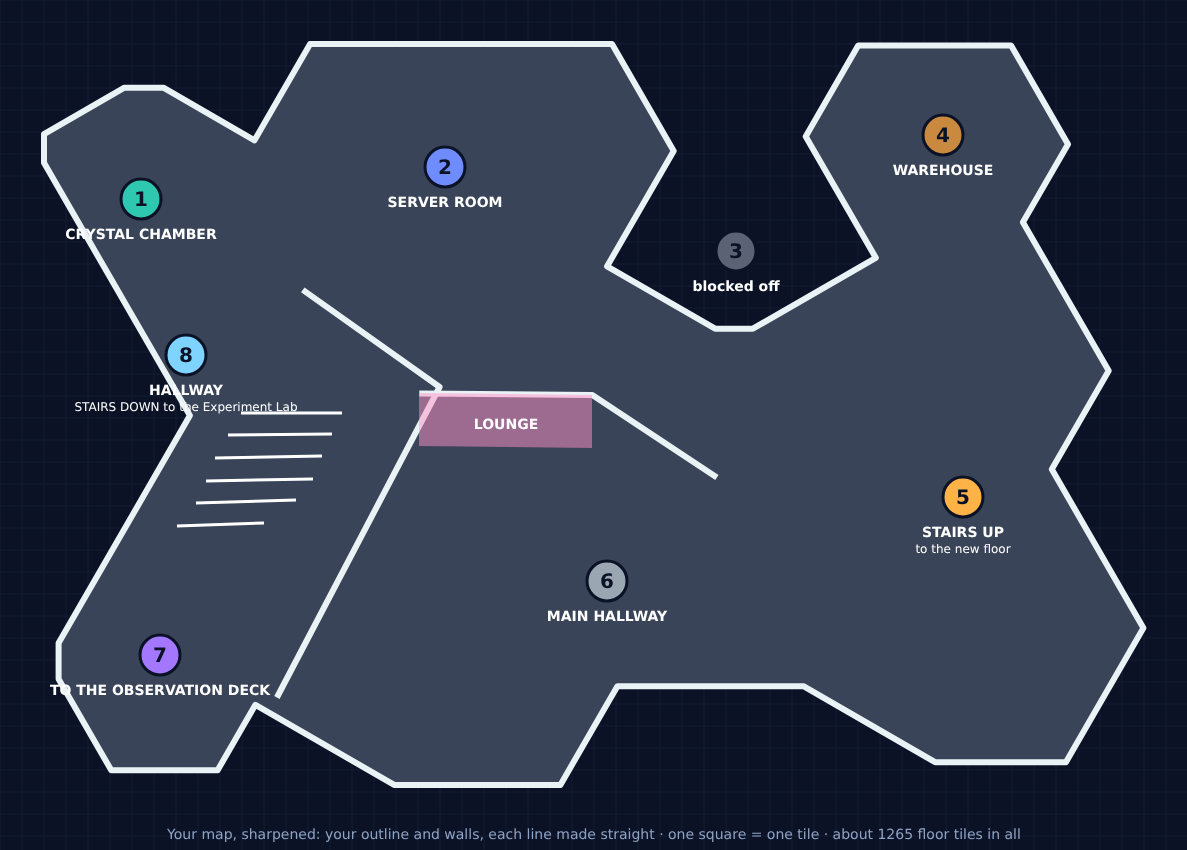 1
CRYSTAL CHAMBER
2
SERVER ROOM
3
blocked off
4
WAREHOUSE
8
HALLWAY
STAIRS DOWN to the Experiment Lab
LOUNGE
5
STAIRS UP
to the new floor
6
MAIN HALLWAY
7
TO THE OBSERVATION DECK
Your map, sharpened: your outline and walls, each line made straight · one square = one tile · about 1265 floor tiles in all